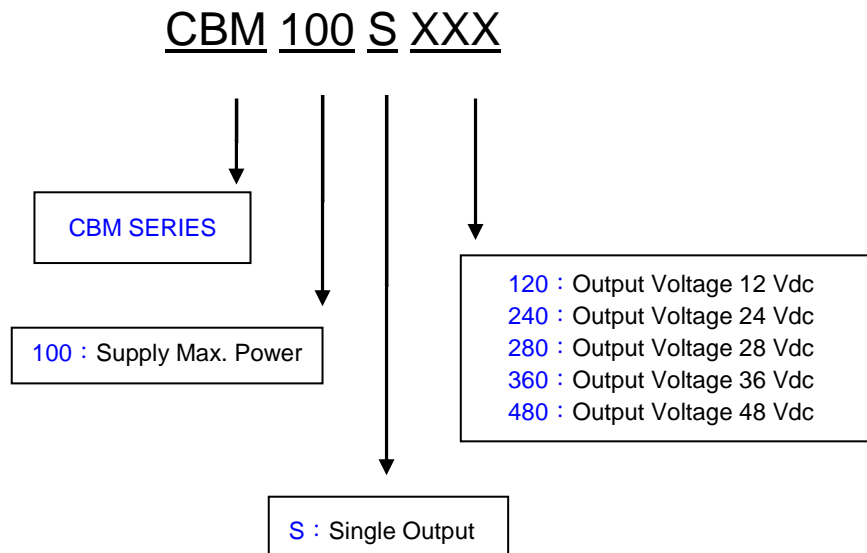 CBM 100 S XXX
CBM SERIES
100：Supply Max. Power
120：Output Voltage 12 Vdc
240：Output Voltage 24 Vdc
280：Output Voltage 28 Vdc
360：Output Voltage 36 Vdc
480：Output Voltage 48 Vdc
S：Single Output